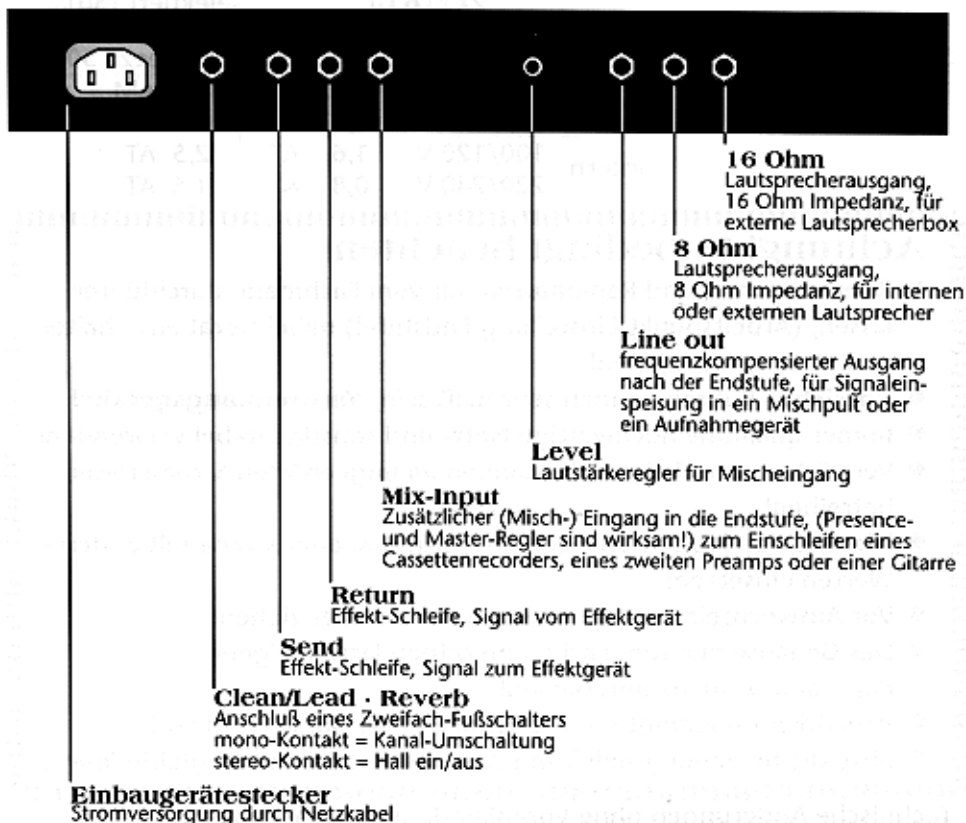 16 Ohm
Lautsprecherausgang,
16 Ohm Impedanz, für
externe Lautsprecherbox
8 Ohm
Lautsprecherausgang,
8 Ohm Impedanz, für internen
oder externen Lautsprecher
Line out
frequenzkompensierter Ausgang
nach der Endstufe, für Signalein-
speisung in ein Mischpult oder
ein Aufnahmegerät
Level
Lautstärkeregler für Mischeingang
Mix-Input
Zusätzlicher (Misch-) Eingang in die Endstufe, (Presence-
und Master-Regler sind wirksam!) zum Einschleifen eines
Cassettenrecorders, eines zweiten Preamps oder einer Gitarre
Return
Effekt-Schleife, Signal vom Effektgerät
Send
Effekt-Schleife, Signal zum Effektgerät
Clean/Lead · Reverb
Anschluß eines Zweifach-Fußschalters
mono-Kontakt = Kanal-Umschaltung
stereo-Kontakt = Hall ein/aus
Einbaugerätestecker
Stromversorgung durch Netzkabel